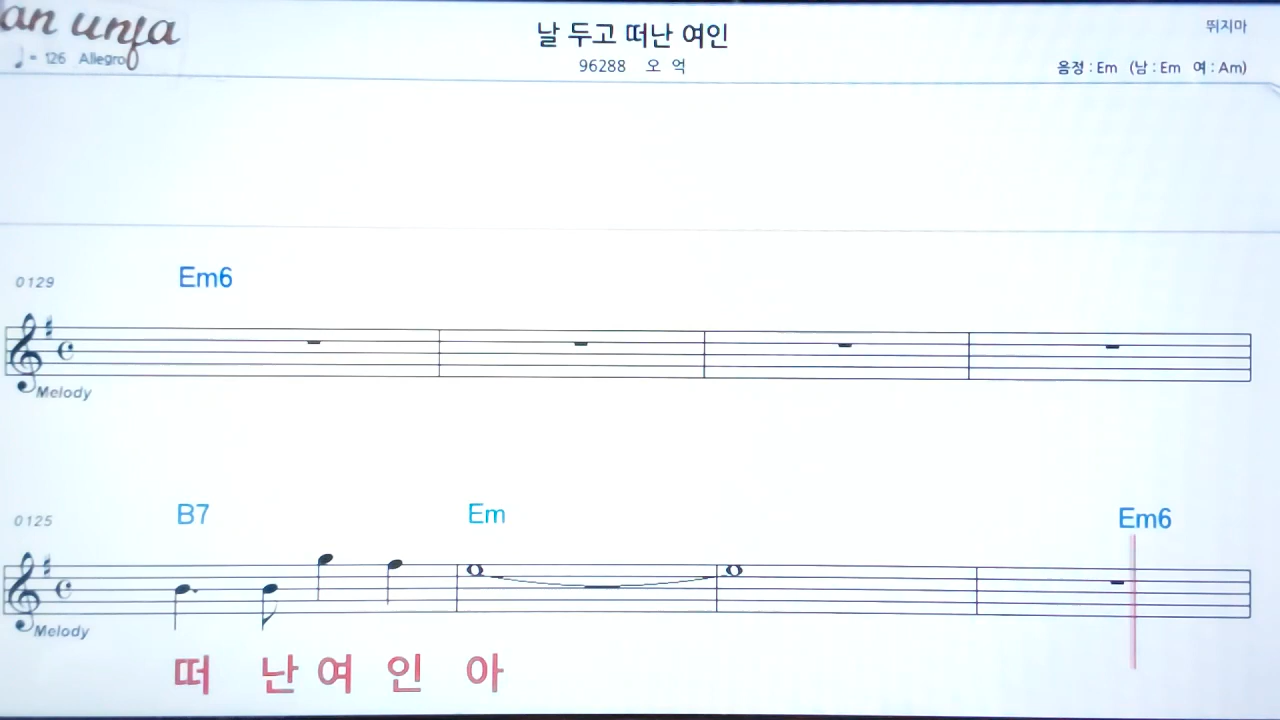 an unfa
♩= 126 Allegro
날 두고 떠난 여인
96288 오 억
뛰지마
음정 : Em (남 : Em 여 : Am)
0129
Em6
Melody
0125
B7 Em Em6
Melody
떠 난 여 인 아